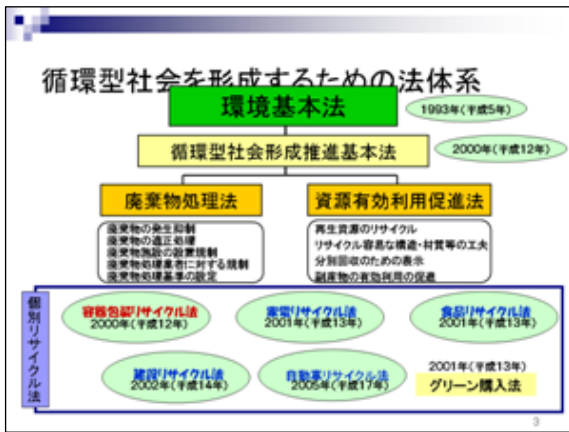 循環型社会を形成するための法体系
環境基本法
1993年(平成5年)
循環型社会形成推進基本法
2000年(平成12年)
廃棄物処理法
資源有効利用促進法
廃棄物の発生抑制
廃棄物の適正処理
廃棄物施設の設置規制
廃棄物処理業者に対する規制
廃棄物処理基準の設定
再生資源のリサイクル
リサイクル容易な構造・材質等の工夫
分別回収のための表示
副産物の有効利用の促進
個別リサイクル法
容器包装リサイクル法
2000年(平成12年)
家電リサイクル法
2001年(平成13年)
食品リサイクル法
2001年(平成13年)
建設リサイクル法
2002年(平成14年)
自動車リサイクル法
2005年(平成17年)
2001年(平成13年)
グリーン購入法
3